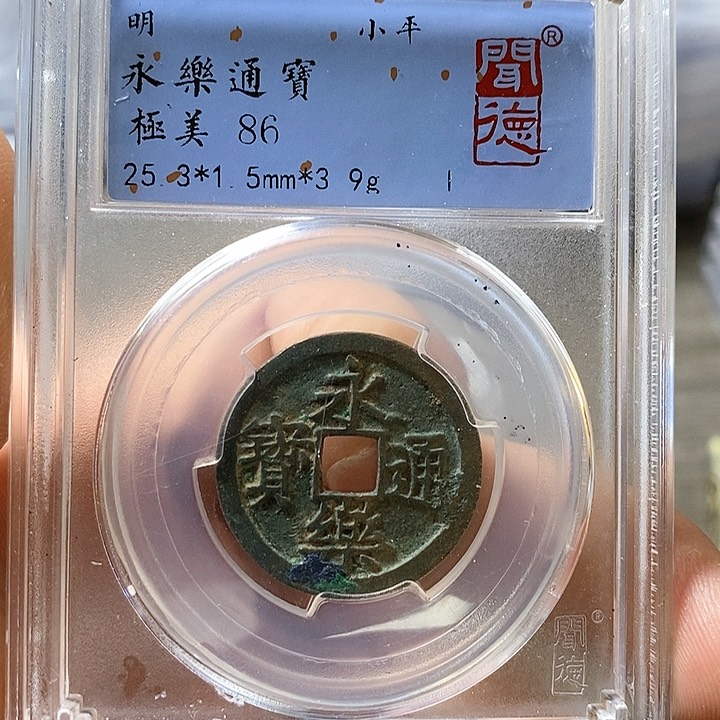 明 小平
永樂通寶
極美 86
25.3*1.5mm*3.9g
聞德®
永樂通寶
聞德®